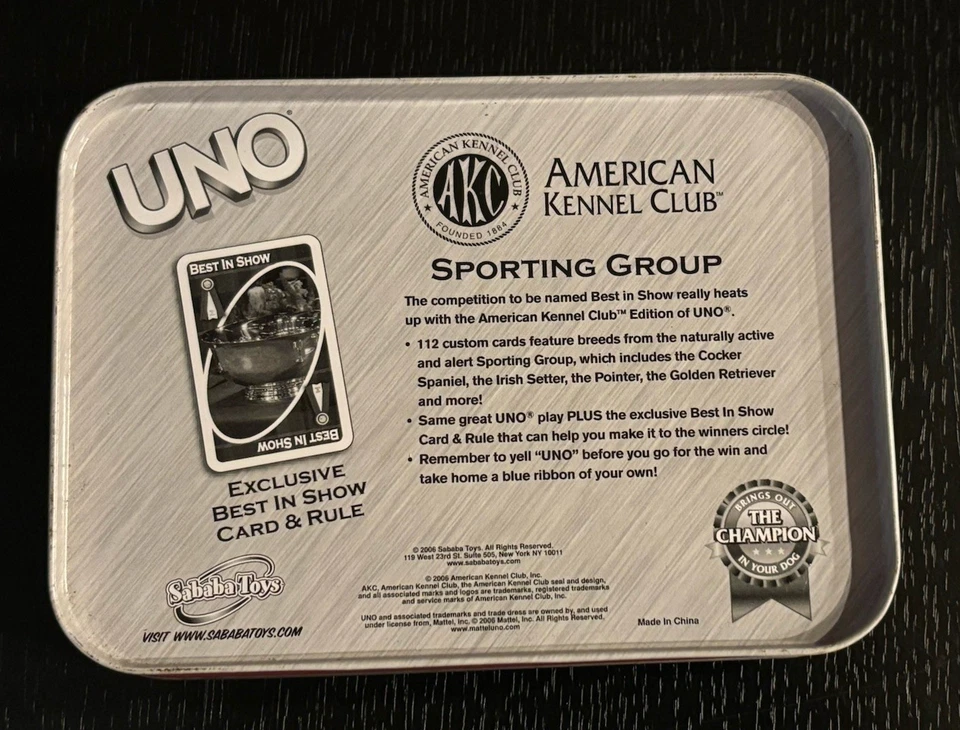 UNO®
AMERICAN KENNEL CLUB
AKC
FOUNDED 1884
AMERICAN
KENNEL CLUB™
SPORTING GROUP
The competition to be named Best in Show really heats
up with the American Kennel Club™ Edition of UNO®.
• 112 custom cards feature breeds from the naturally active
and alert Sporting Group, which includes the Cocker
Spaniel, the Irish Setter, the Pointer, the Golden Retriever
and more!
• Same great UNO® play PLUS the exclusive Best In Show
Card & Rule that can help you make it to the winners circle!
• Remember to yell “UNO” before you go for the win and
take home a blue ribbon of your own!
BEST IN SHOW
BEST IN SHOW
EXCLUSIVE
BEST IN SHOW
CARD & RULE
BRINGS OUT
THE
CHAMPION
IN YOUR DOG
© 2006 Sababa Toys. All Rights Reserved.
119 West 23rd St. Suite 505, New York NY 10011
www.sababatoys.com
© 2006 American Kennel Club, Inc.
AKC, American Kennel Club, the American Kennel Club seal and design,
and all associated marks and logos are trademarks, registered trademarks
and service marks of American Kennel Club, Inc.
UNO and associated trademarks and trade dress are owned by, and used
under license from, Mattel, Inc. © 2006 Mattel, Inc. All Rights Reserved.
www.matteluno.com
Made In China
Sababa Toys
VISIT WWW.SABABATOYS.COM